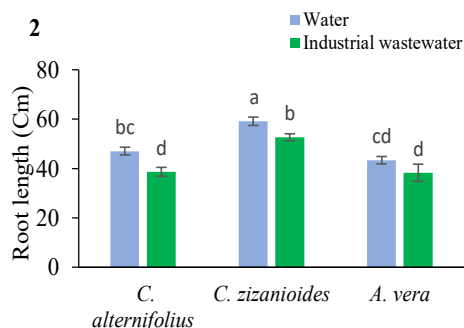 2
Water
Industrial wastewater
Root length (Cm)
80
60
40
20
0
bc
d
a
b
cd
d
C. alternifolius
C. zizanioides
A. vera